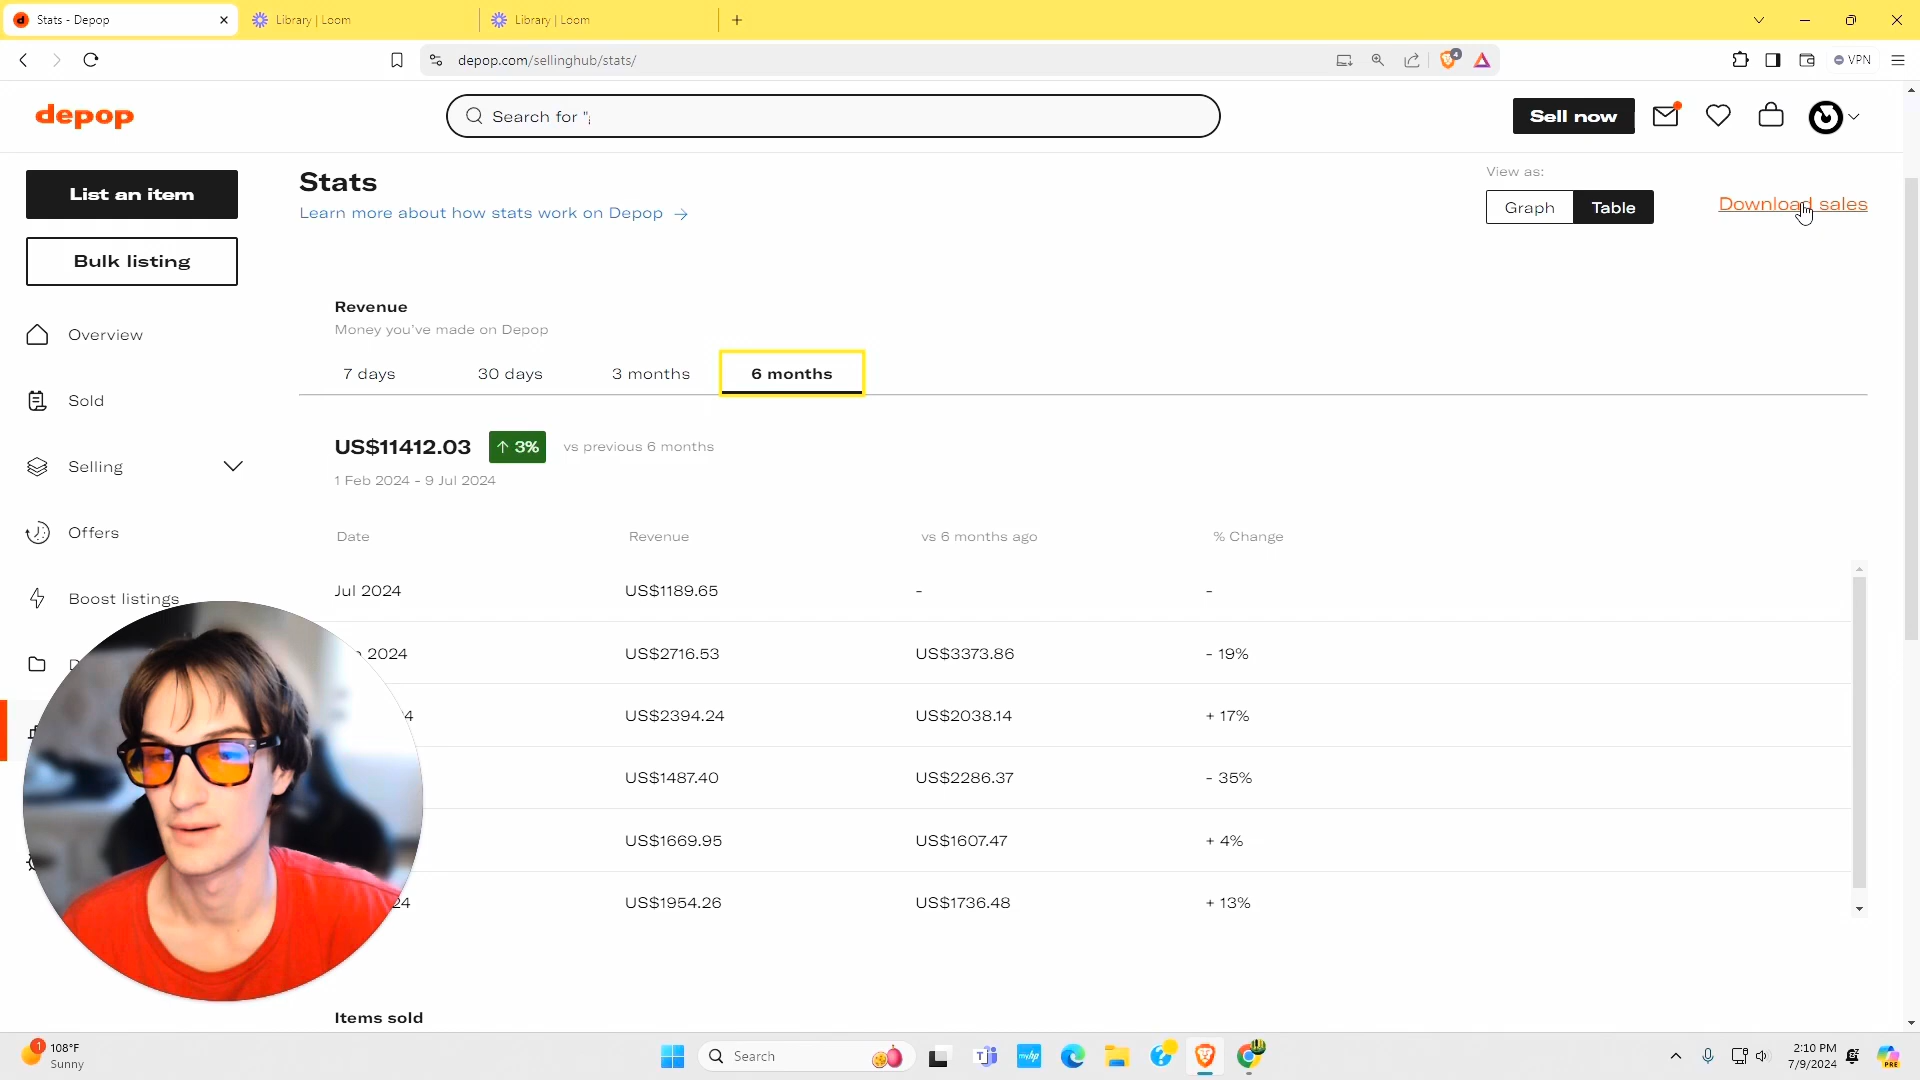 Stats - Depop
Library | Loom
Library | Loom
depop.com/sellinghub/stats/
4
VPN
depop
Search for "
Sell now
List an item
Stats
View as:
Graph
Table
Download sales
Learn more about how stats work on Depop →
Bulk listing
Revenue
Money you've made on Depop
Overview
7 days
30 days
3 months
6 months
Sold
US$11412.03
↑ 3%
vs previous 6 months
Selling
1 Feb 2024 - 9 Jul 2024
Offers
Date
Revenue
vs 6 months ago
% Change
Boost listings
Jul 2024
US$1189.65
-
-
2024
US$2716.53
US$3373.86
- 19%
4
US$2394.24
US$2038.14
+ 17%
US$1487.40
US$2286.37
- 35%
US$1669.95
US$1607.47
+ 4%
24
US$1954.26
US$1736.48
+ 13%
Items sold
1
108°F
Sunny
Search
myhp
2:10 PM
7/9/2024
PRE